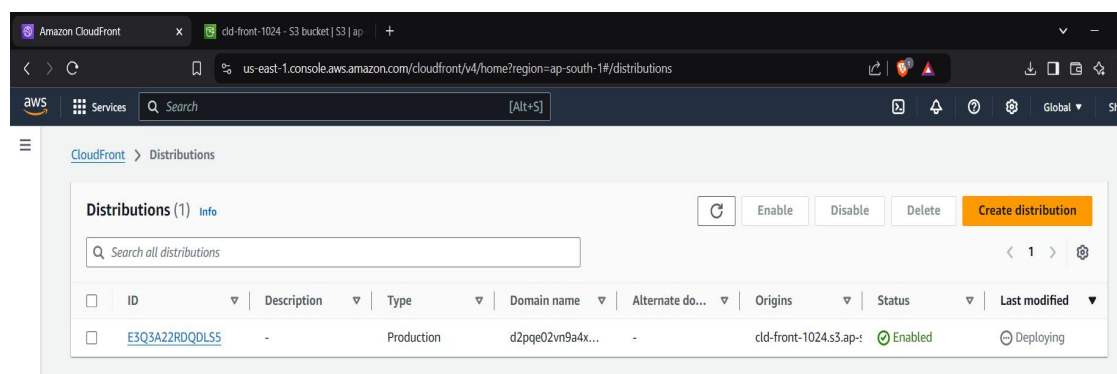 Amazon CloudFront x cld-front-1024 - S3 bucket | S3 | ap- +
us-east-1.console.aws.amazon.com/cloudfront/v4/home?region=ap-south-1#/distributions
aws Services Search [Alt+S] Global Sh
CloudFront > Distributions
Distributions (1) Info Enable Disable Delete Create distribution
Search all distributions < 1 >
ID Description Type Domain name Alternate do... Origins Status Last modified
E3Q3A22RDQDLS5 - Production d2pqe02vn9a4x... - cld-front-1024.s3.ap-s Enabled Deploying